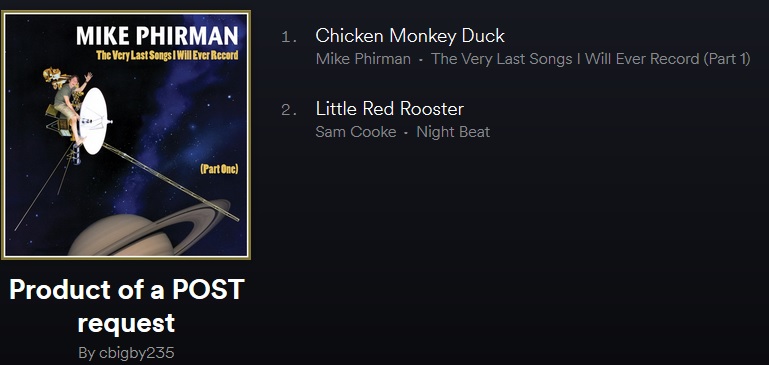 MIKE PHIRMAN
The Very Last Songs I Will Ever Record
(Part One)
Product of a POST
request
By cbigby235
1. Chicken Monkey Duck
Mike Phirman • The Very Last Songs I Will Ever Record (Part 1)
2. Little Red Rooster
Sam Cooke • Night Beat